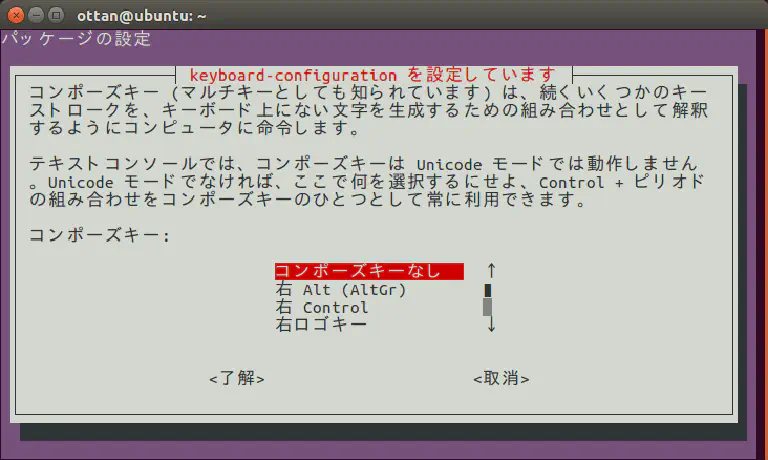 ottan@ubuntu: ~
パッケージの設定
keyboard-configuration を設定しています
コンポーズキー (マルチキーとしても知られています) は、続くいくつかのキー
ストロークを、キーボード上にない文字を生成するための組み合わせとして解釈
するようにコンピュータに命令します。
テキストコンソールでは、コンポーズキーは Unicode モードでは動作しません
。Unicode モードでなければ、ここで何を選択するにせよ、Control + ピリオド
の組み合わせをコンポーズキーのひとつとして常に利用できます。
コンポーズキー:
コンポーズキーなし ↑
右 Alt (AltGr)
右 Control
右ロゴキー ↓
<了解> <取消>